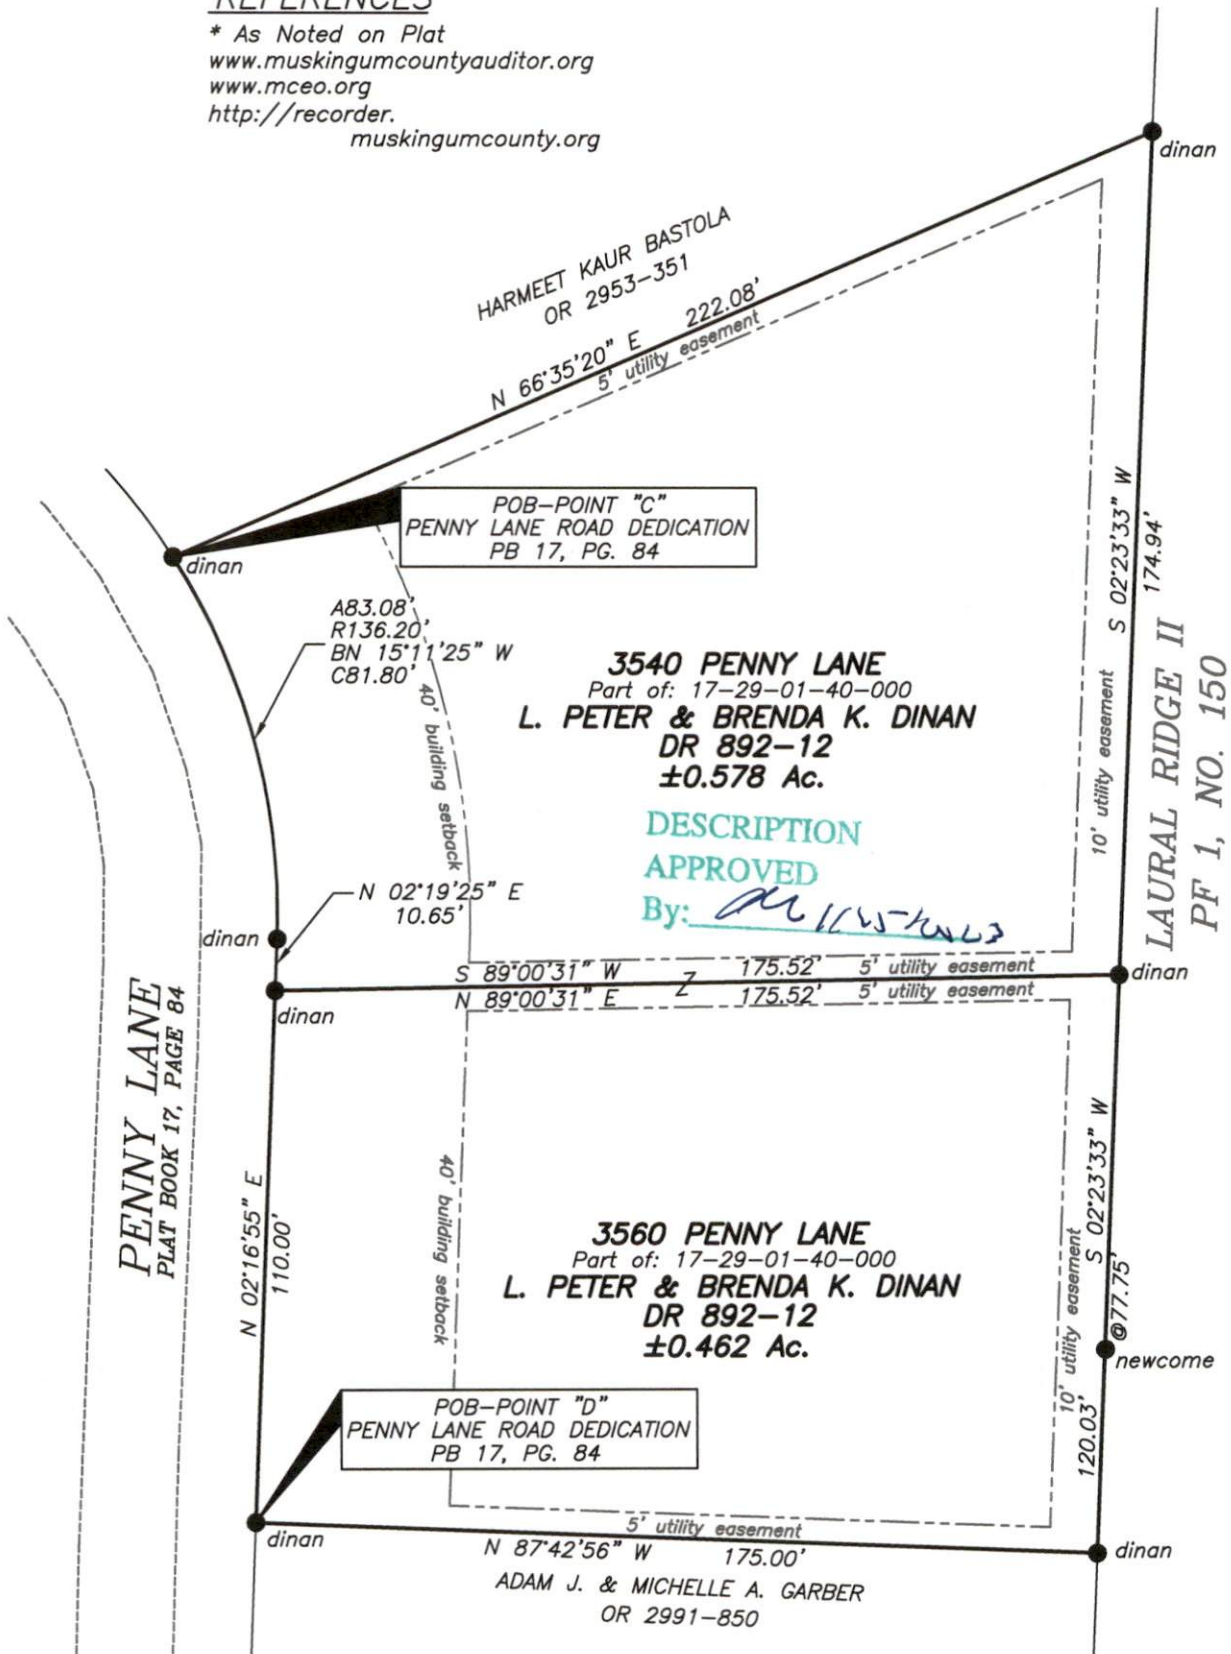 REFERENCES
* As Noted on Plat
www.muskingumcountyauditor.org
www.mceo.org
http://recorder.
muskingumcounty.org
dinan
HARMEET KAUR BASTOLA
OR 2953-351
N 66°35'20" E 222.08'
5' utility easement
POB-POINT "C"
PENNY LANE ROAD DEDICATION
PB 17, PG. 84
dinan
A83.08'
R136.20'
BN 15°11'25" W
C81.80'
40' building setback
3540 PENNY LANE
Part of: 17-29-01-40-000
L. PETER & BRENDA K. DINAN
DR 892-12
±0.578 Ac.
DESCRIPTION
APPROVED
By:
S 02°23'33" W
174.94'
10' utility easement
LAURAL RIDGE II
PF 1, NO. 150
N 02°19'25" E
10.65'
dinan
S 89°00'31" W 175.52' 5' utility easement
Z
N 89°00'31" E 175.52' 5' utility easement
dinan
dinan
PENNY LANE
PLAT BOOK 17, PAGE 84
N 02°16'55" E
110.00'
40' building setback
3560 PENNY LANE
Part of: 17-29-01-40-000
L. PETER & BRENDA K. DINAN
DR 892-12
±0.462 Ac.
S 02°23'33" W
@77.75'
10' utility easement
newcome
120.03'
POB-POINT "D"
PENNY LANE ROAD DEDICATION
PB 17, PG. 84
dinan
5' utility easement
N 87°42'56" W 175.00'
dinan
ADAM J. & MICHELLE A. GARBER
OR 2991-850